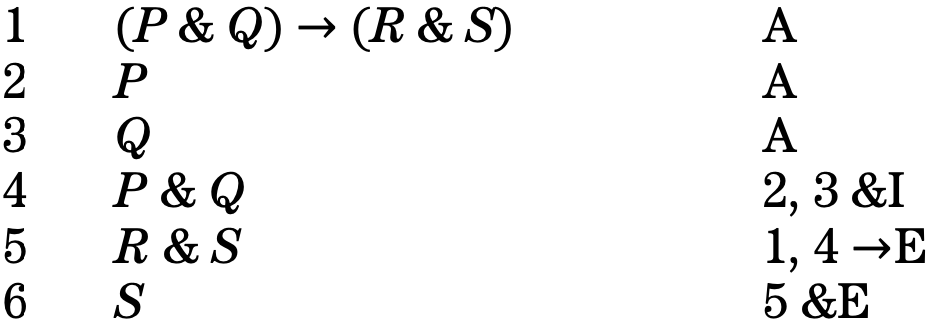 1 (P & Q) → (R & S) A
2 P A
3 Q A
4 P & Q 2, 3 &I
5 R & S 1, 4 →E
6 S 5 &E